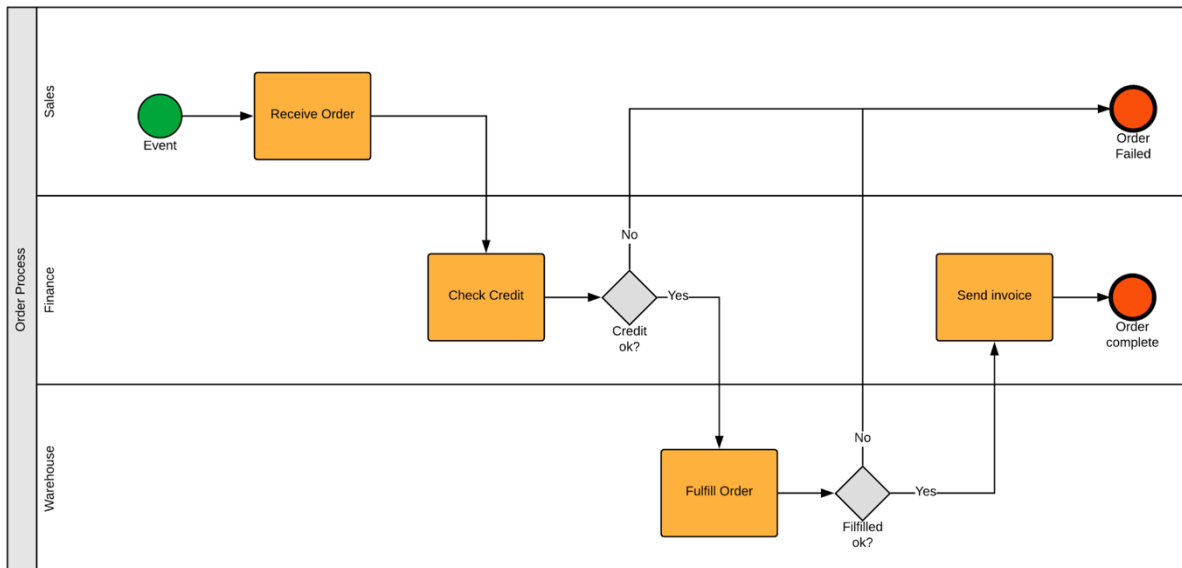 Order Process
Sales
Event
Receive Order
Order
Failed
Finance
Check Credit
No
Credit
ok?
Yes
Send invoice
Order
complete
Warehouse
Fulfill Order
No
Filfilled
ok?
Yes